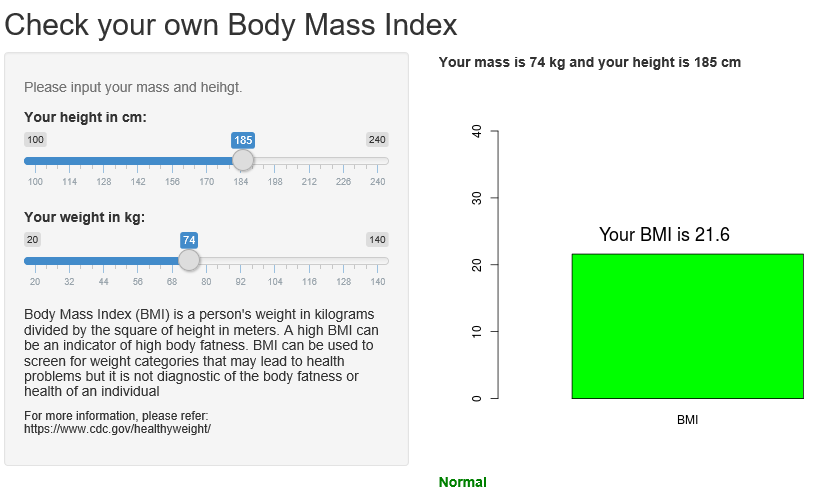 Check your own Body Mass Index
Please input your mass and heihgt.
Your height in cm:
100 185 240
100 114 128 142 156 170 184 198 212 226 240
Your weight in kg:
20 74 140
20 32 44 56 68 80 92 104 116 128 140
Body Mass Index (BMI) is a person's weight in kilograms
divided by the square of height in meters. A high BMI can
be an indicator of high body fatness. BMI can be used to
screen for weight categories that may lead to health
problems but it is not diagnostic of the body fatness or
health of an individual
For more information, please refer:
https://www.cdc.gov/healthyweight/
Your mass is 74 kg and your height is 185 cm
40
30
Your BMI is 21.6
20
10
0
BMI
Normal